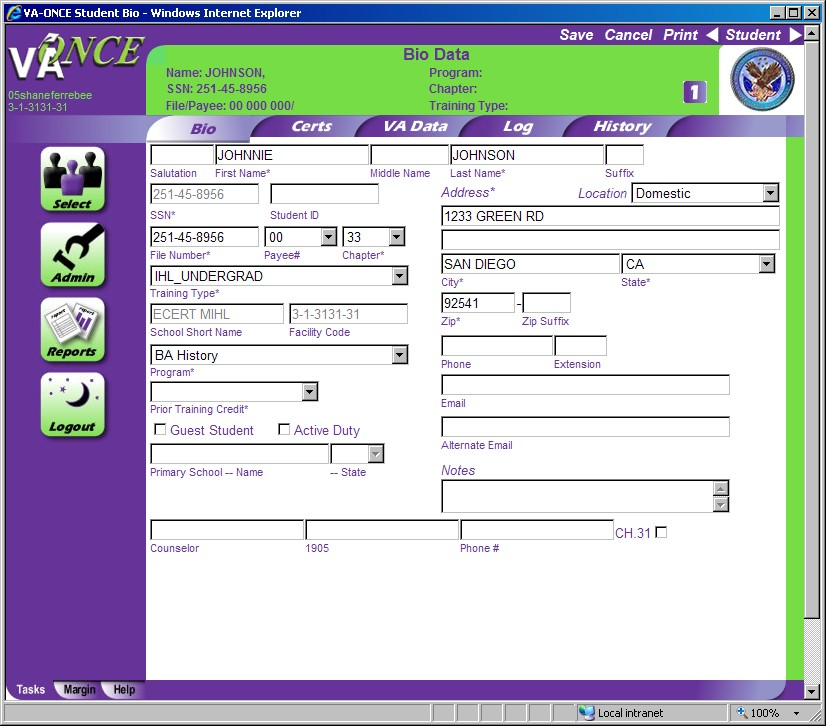 VA-ONCE Student Bio - Windows Internet Explorer
Save Cancel Print Student
VA ONCE
Bio Data
Name: JOHNSON,
Program:
SSN: 251-45-8956
Chapter:
1
05shaneferrebee
File/Payee: 00 000 000/
Training Type:
3-1-3131-31
Bio Certs VA Data Log History
JOHNNIE JOHNSON
Salutation First Name* Middle Name Last Name* Suffix
Select
251-45-8956
SSN* Student ID
Address* Location Domestic
1233 GREEN RD
251-45-8956 00 33
File Number* Payee# Chapter*
Admin
SAN DIEGO CA
City* State*
IHL_UNDERGRAD
Training Type*
92541 -
Zip* Zip Suffix
ECERT MIHL 3-1-3131-31
School Short Name Facility Code
Reports
Phone Extension
BA History
Program*
Email
Prior Training Credit*
Logout
Guest Student Active Duty
Alternate Email
Primary School -- Name -- State
Notes
CH.31
Counselor 1905 Phone #
Tasks Margin Help
Local intranet 100%